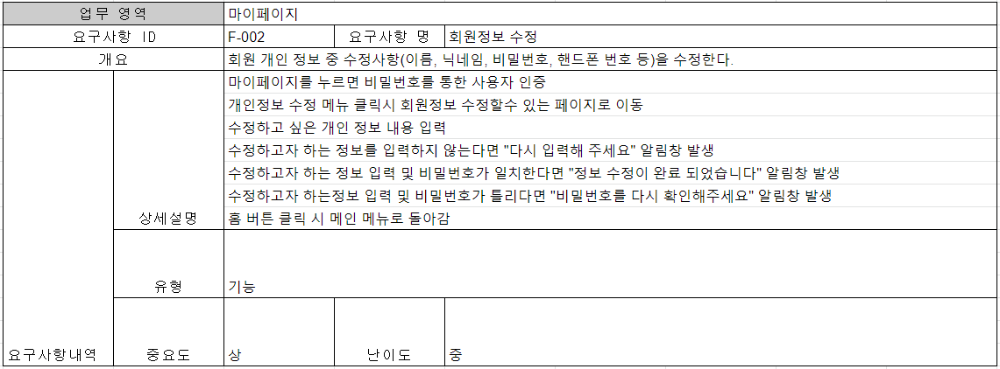 업무 영역 마이페이지
요구사항 ID F-002 요구사항 명 회원정보 수정
개요 회원 개인 정보 중 수정사항(이름, 닉네임, 비밀번호, 핸드폰 번호 등)을 수정한다.
마이페이지를 누르면 비밀번호를 통한 사용자 인증
개인정보 수정 메뉴 클릭시 회원정보 수정할수 있는 페이지로 이동
수정하고 싶은 개인 정보 내용 입력
수정하고자 하는 정보를 입력하지 않는다면 "다시 입력해 주세요" 알림창 발생
수정하고자 하는 정보 입력 및 비밀번호가 일치한다면 "정보 수정이 완료 되었습니다" 알림창 발생
수정하고자 하는정보 입력 및 비밀번호가 틀리다면 "비밀번호를 다시 확인해주세요" 알림창 발생
상세설명 홈 버튼 클릭 시 메인 메뉴로 돌아감
유형 기능
요구사항내역 중요도 상 난이도 중